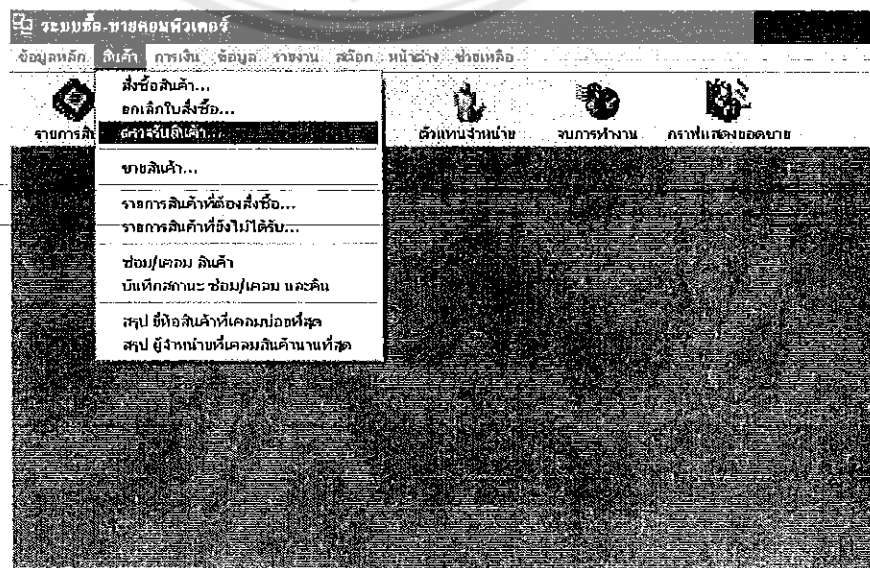 ระบบซื้อ-ขายคอมพิวเตอร์
ข้อมูลหลัก สินค้า การเงิน ข้อมูล รายงาน สต๊อก หน้าต่าง ช่วยเหลือ
สั่งซื้อสินค้า...
ยกเลิกใบสั่งซื้อ...
ตรวจรับสินค้า...
ขายสินค้า...
รายการสินค้าที่ต้องสั่งซื้อ...
รายการสินค้าที่ยังไม่ได้รับ...
ซ่อม/เคลม สินค้า
บันทึกสถานะ ซ่อม/เคลม และคืน
สรุป ยี่ห้อสินค้าที่เคลมบ่อยที่สุด
สรุป ผู้จำหน่ายที่เคลมสินค้านานที่สุด
รายการสิ ตัวแทนจำหน่าย จบการทำงาน กราฟแสดงยอดขาย